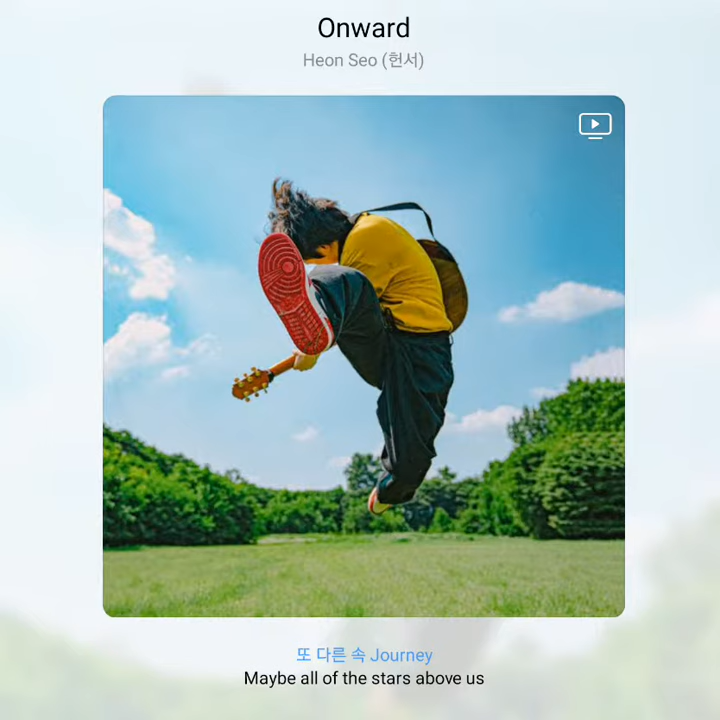 Onward
Heon Seo (헌서)
또 다른 속 Journey
Maybe all of the stars above us